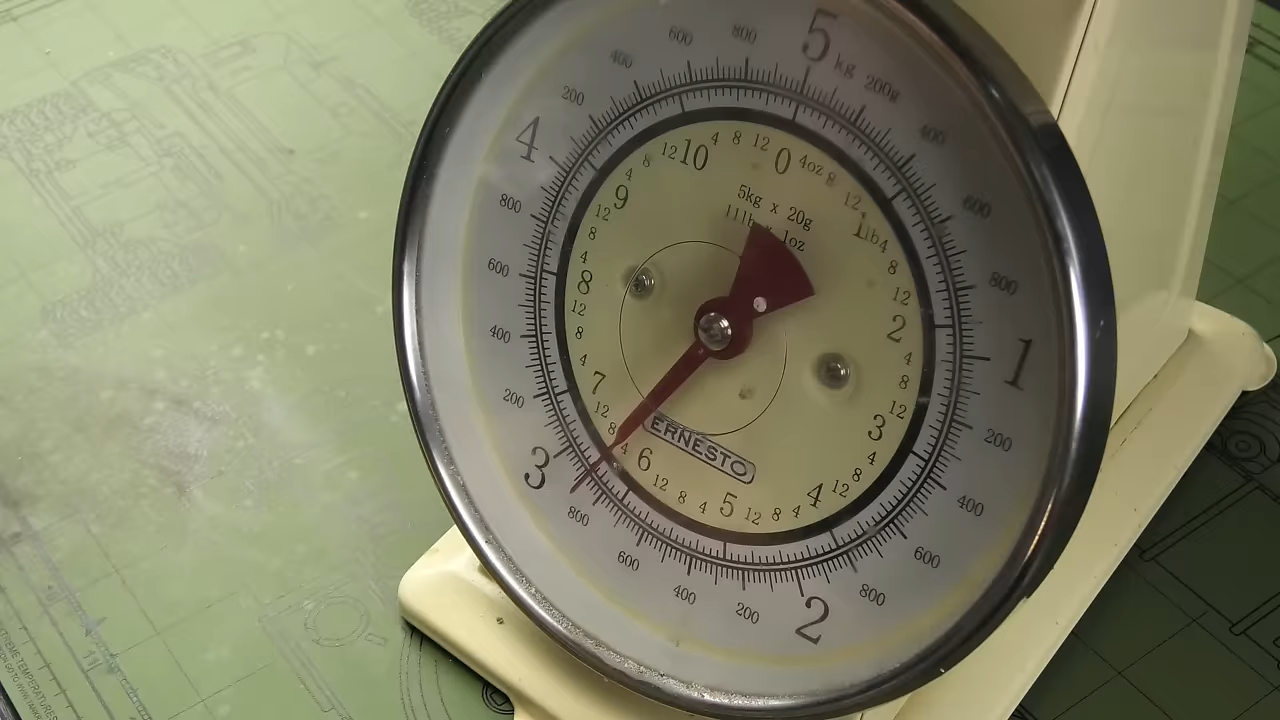 5 kg 200g 400 600 800
1 200 400 600 800
2 200 400 600 800
3 200 400 600 800
4 200 400 600 800
0 4oz 8 12
1lb 4 8 12
2 4 8 12
3 4 8 12
4 4 8 12
5 4 8 12
6 4 8 12
7 4 8 12
8 4 8 12
9 4 8 12
10 4 8 12
5kg x 20g
11lb x 1oz
ERNESTO